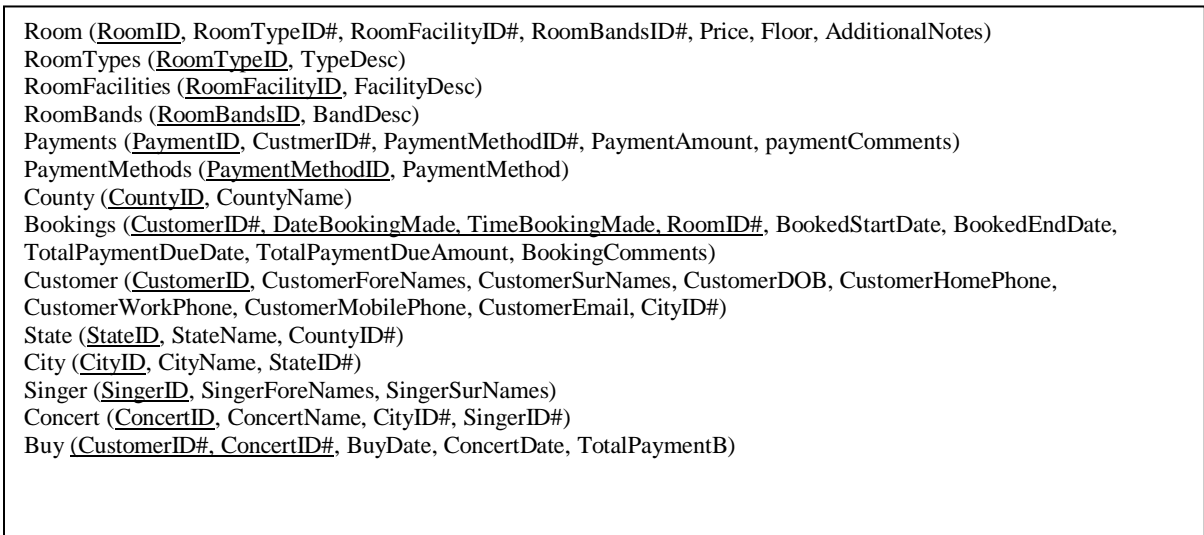 Room (RoomID, RoomTypeID#, RoomFacilityID#, RoomBandsID#, Price, Floor, AdditionalNotes)
RoomTypes (RoomTypeID, TypeDesc)
RoomFacilities (RoomFacilityID, FacilityDesc)
RoomBands (RoomBandsID, BandDesc)
Payments (PaymentID, CustmerID#, PaymentMethodID#, PaymentAmount, paymentComments)
PaymentMethods (PaymentMethodID, PaymentMethod)
County (CountyID, CountyName)
Bookings (CustomerID#, DateBookingMade, TimeBookingMade, RoomID#, BookedStartDate, BookedEndDate,
TotalPaymentDueDate, TotalPaymentDueAmount, BookingComments)
Customer (CustomerID, CustomerForeNames, CustomerSurNames, CustomerDOB, CustomerHomePhone,
CustomerWorkPhone, CustomerMobilePhone, CustomerEmail, CityID#)
State (StateID, StateName, CountyID#)
City (CityID, CityName, StateID#)
Singer (SingerID, SingerForeNames, SingerSurNames)
Concert (ConcertID, ConcertName, CityID#, SingerID#)
Buy (CustomerID#, ConcertID#, BuyDate, ConcertDate, TotalPaymentB)